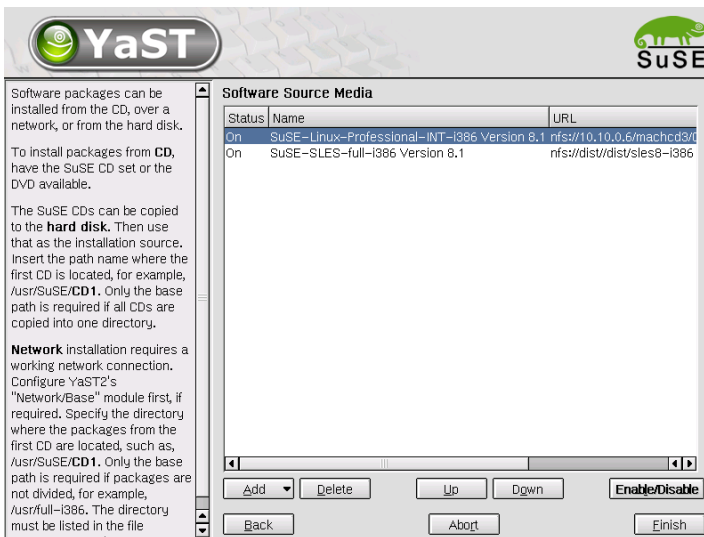 YaST
SuSE
Software packages can be
installed from the CD, over a
network, or from the hard disk.
To install packages from CD,
have the SuSE CD set or the
DVD available.
The SuSE CDs can be copied
to the hard disk. Then use
that as the installation source.
Insert the path name where the
first CD is located, for example,
/usr/SuSE/CD1. Only the base
path is required if all CDs are
copied into one directory.
Network installation requires a
working network connection.
Configure YaST2's
"Network/Base" module first, if
required. Specify the directory
where the packages from the
first CD are located, such as,
/usr/SuSE/CD1. Only the base
path is required if packages are
not divided, for example,
/usr/full-i386. The directory
must be listed in the file
Software Source Media
Status Name URL
On SuSE-Linux-Professional-INT-i386 Version 8.1 nfs://10.10.0.6/machcd3/
On SuSE-SLES-full-i386 Version 8.1 nfs://dist//dist/sles8-i386
Add Delete Up Down Enable/Disable
Back Abort Finish